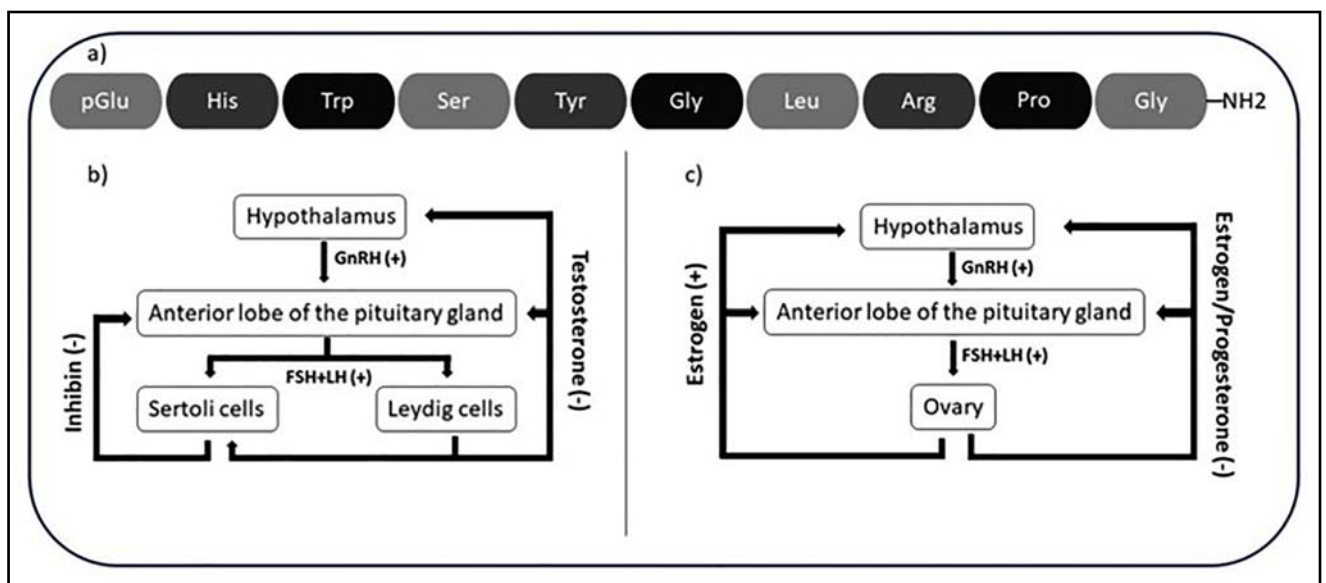 a)
pGlu His Trp Ser Tyr Gly Leu Arg Pro Gly -NH2
b)
Hypothalamus
GnRH (+)
Anterior lobe of the pituitary gland
FSH+LH (+)
Sertoli cells
Leydig cells
Inhibin (-)
Testosterone (-)
c)
Hypothalamus
GnRH (+)
Anterior lobe of the pituitary gland
FSH+LH (+)
Ovary
Estrogen (+)
Estrogen/Progesterone (-)